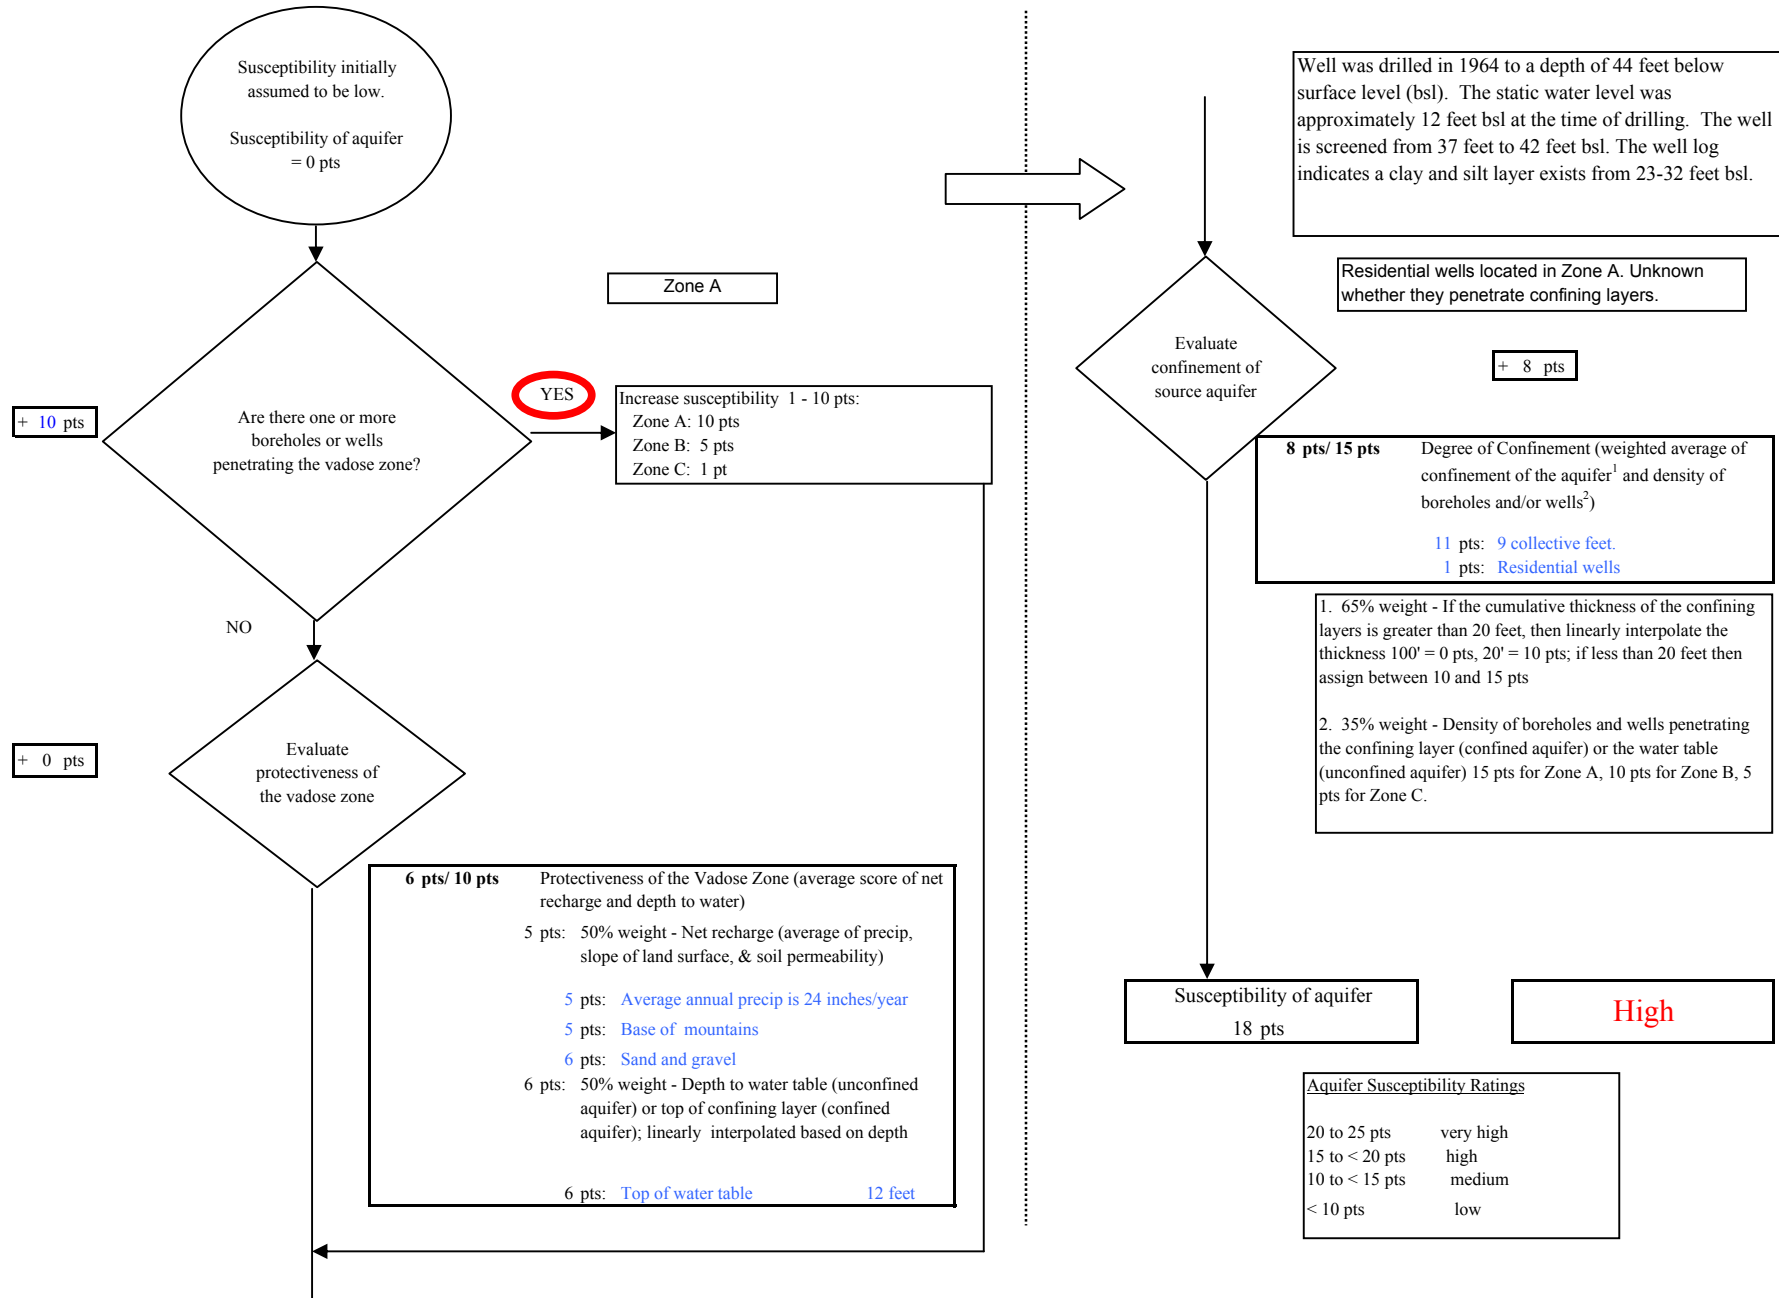 Susceptibility initially
assumed to be low.
Susceptibility of aquifer
= 0 pts
Zone A
+ 10 pts
Are there one or more
boreholes or wells
penetrating the vadose zone?
YES
Increase susceptibility 1 - 10 pts:
Zone A: 10 pts
Zone B: 5 pts
Zone C: 1 pt
NO
+ 0 pts
Evaluate
protectiveness of
the vadose zone
6 pts/ 10 pts Protectiveness of the Vadose Zone (average score of net
recharge and depth to water)
5 pts: 50% weight - Net recharge (average of precip,
slope of land surface, & soil permeability)
5 pts: Average annual precip is 24 inches/year
5 pts: Base of mountains
6 pts: Sand and gravel
6 pts: 50% weight - Depth to water table (unconfined
aquifer) or top of confining layer (confined
aquifer); linearly interpolated based on depth
6 pts: Top of water table 12 feet
Well was drilled in 1964 to a depth of 44 feet below
surface level (bsl). The static water level was
approximately 12 feet bsl at the time of drilling. The well
is screened from 37 feet to 42 feet bsl. The well log
indicates a clay and silt layer exists from 23-32 feet bsl.
Residential wells located in Zone A. Unknown
whether they penetrate confining layers.
Evaluate
confinement of
source aquifer
+ 8 pts
8 pts/ 15 pts Degree of Confinement (weighted average of
confinement of the aquifer1 and density of
boreholes and/or wells2)
11 pts: 9 collective feet.
1 pts: Residential wells
1. 65% weight - If the cumulative thickness of the confining
layers is greater than 20 feet, then linearly interpolate the
thickness 100' = 0 pts, 20' = 10 pts; if less than 20 feet then
assign between 10 and 15 pts
2. 35% weight - Density of boreholes and wells penetrating
the confining layer (confined aquifer) or the water table
(unconfined aquifer) 15 pts for Zone A, 10 pts for Zone B, 5
pts for Zone C.
Susceptibility of aquifer
18 pts
High
Aquifer Susceptibility Ratings
20 to 25 pts very high
15 to < 20 pts high
10 to < 15 pts medium
< 10 pts low